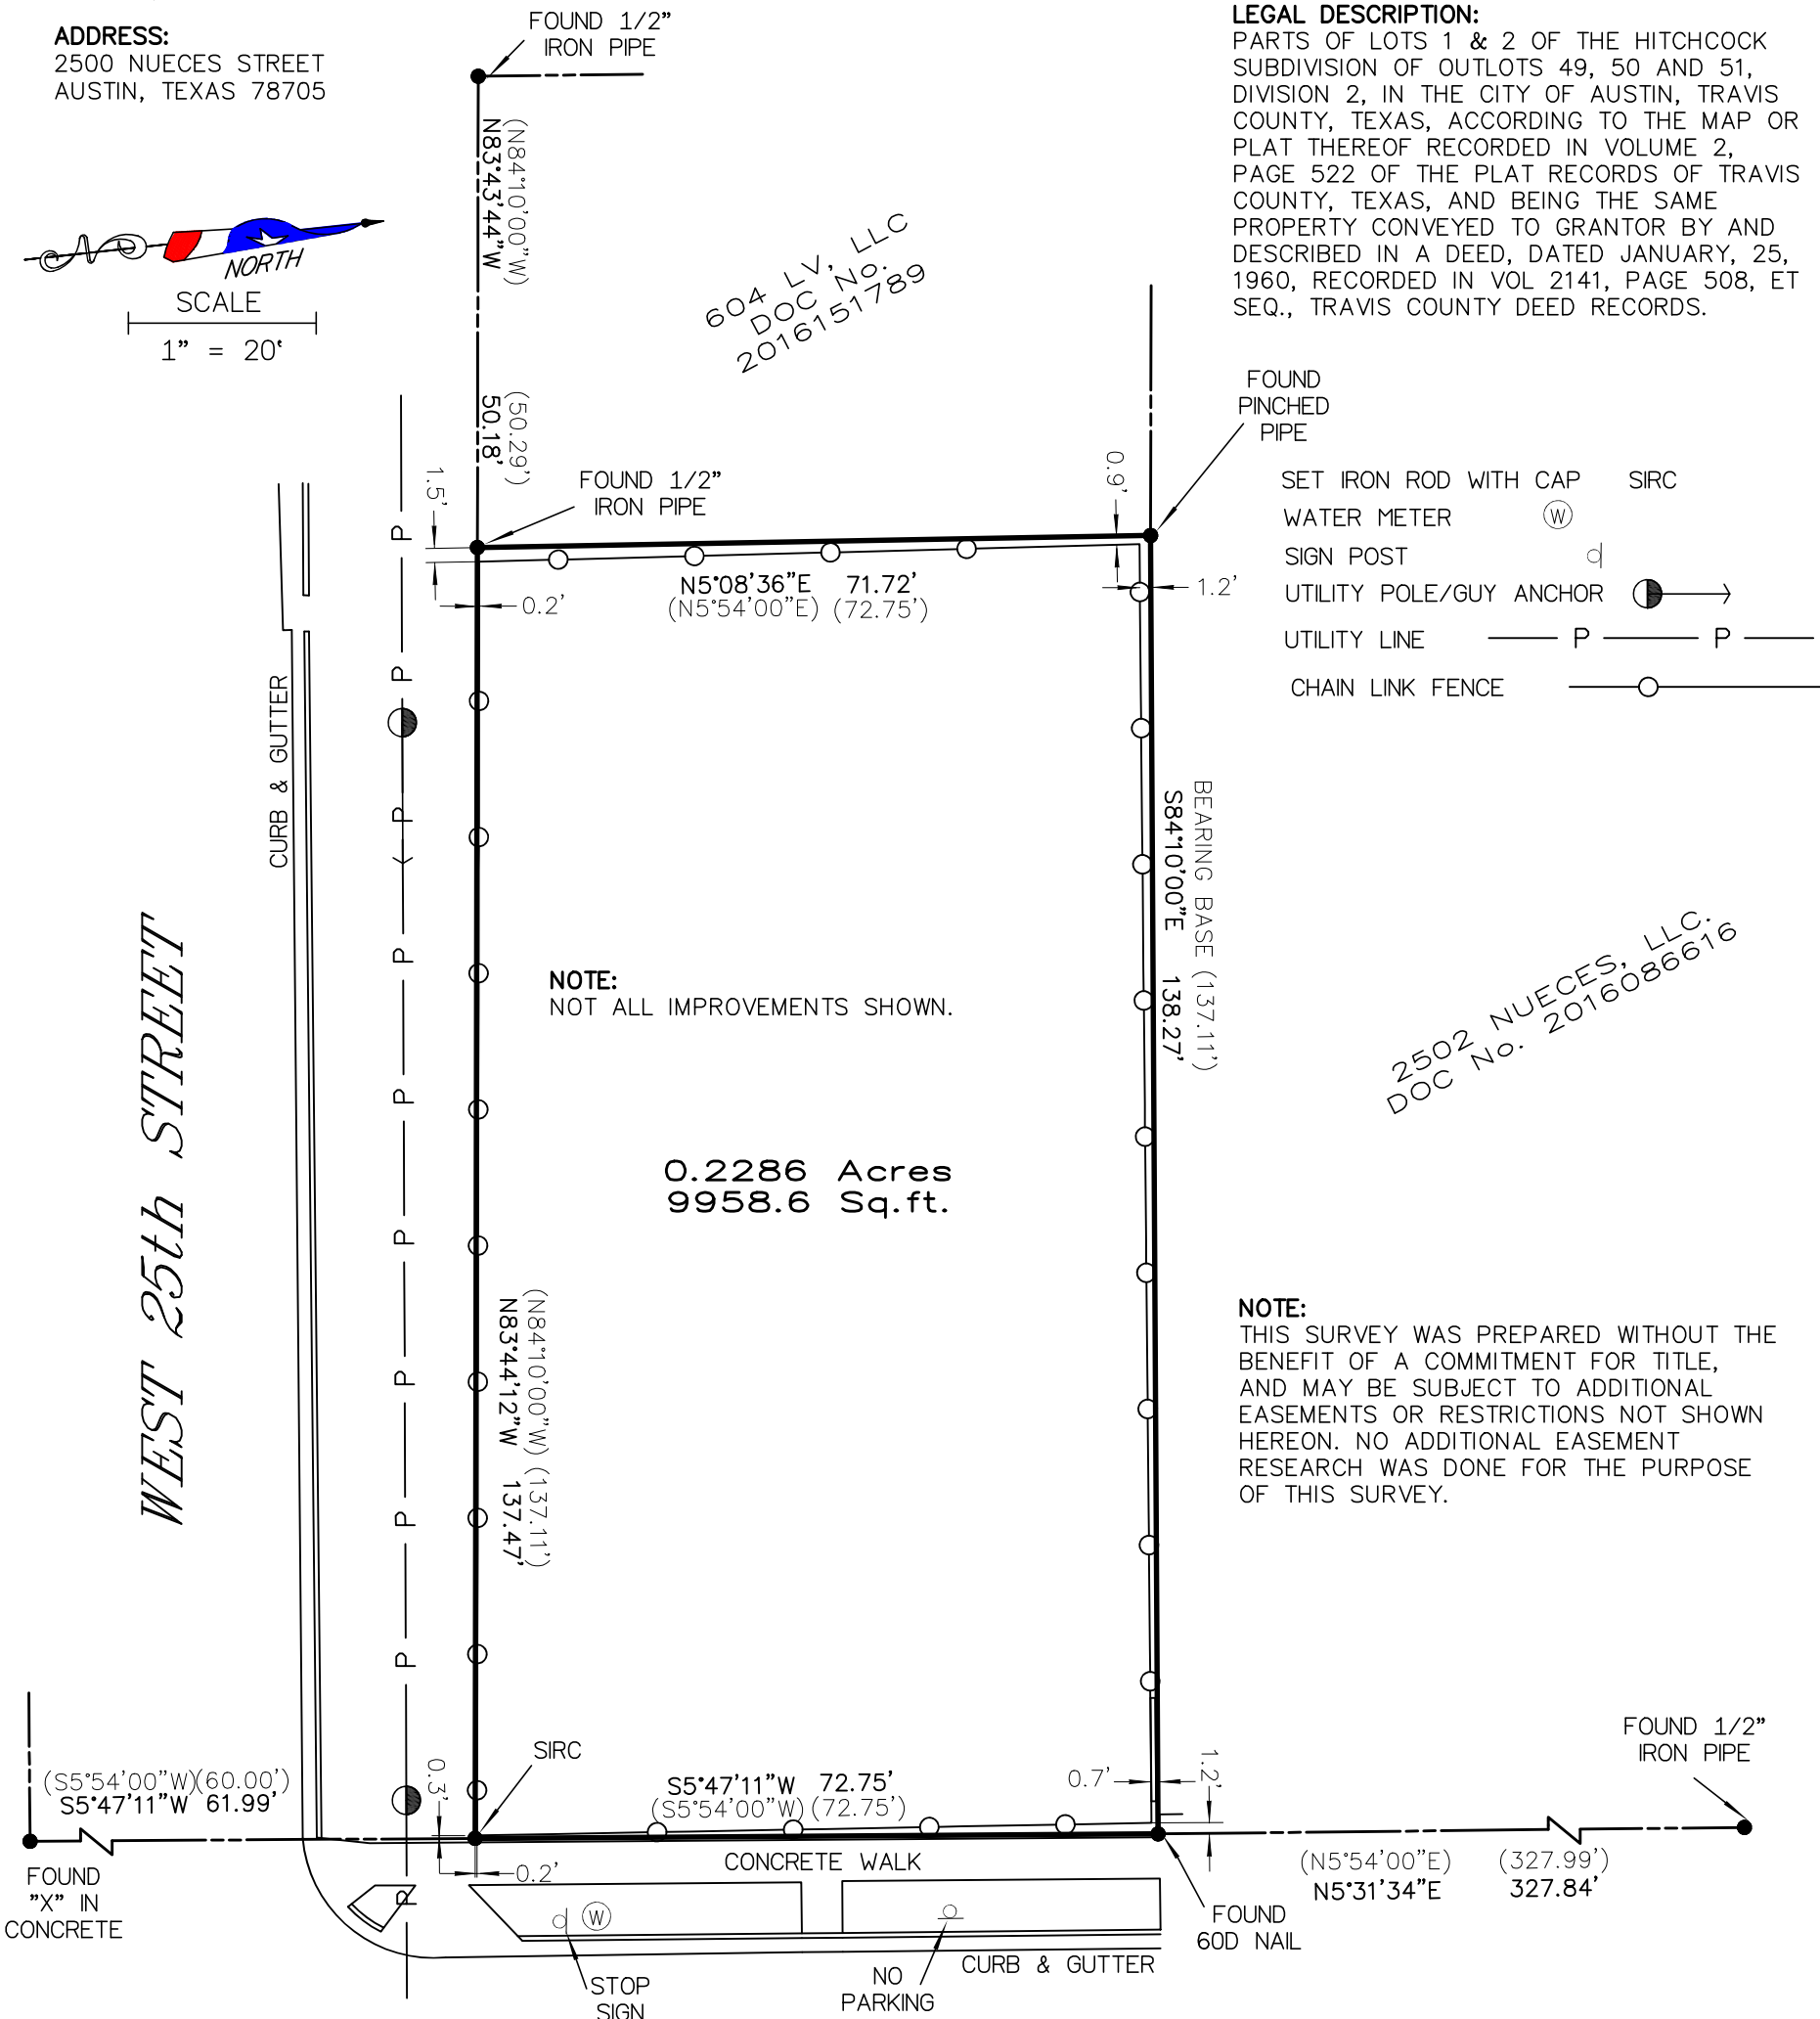 ADDRESS:
2500 NUECES STREET
AUSTIN, TEXAS 78705
FOUND 1/2"
IRON PIPE
LEGAL DESCRIPTION:
PARTS OF LOTS 1 & 2 OF THE HITCHCOCK
SUBDIVISION OF OUTLOTS 49, 50 AND 51,
DIVISION 2, IN THE CITY OF AUSTIN, TRAVIS
COUNTY, TEXAS, ACCORDING TO THE MAP OR
PLAT THEREOF RECORDED IN VOLUME 2,
PAGE 522 OF THE PLAT RECORDS OF TRAVIS
COUNTY, TEXAS, AND BEING THE SAME
PROPERTY CONVEYED TO GRANTOR BY AND
DESCRIBED IN A DEED, DATED JANUARY, 25,
1960, RECORDED IN VOL 2141, PAGE 508, ET
SEQ., TRAVIS COUNTY DEED RECORDS.
NORTH
SCALE
1" = 20'
(N84°10'00"W) (50.29')
N83°43'44"W 50.18'
604 LV, LLC
DOC No.
2016151789
FOUND
PINCHED
PIPE
FOUND 1/2"
IRON PIPE
1.5'
0.9'
SET IRON ROD WITH CAP SIRC
WATER METER W
SIGN POST
UTILITY POLE/GUY ANCHOR
UTILITY LINE P P
CHAIN LINK FENCE
N5°08'36"E 71.72'
(N5°54'00"E) (72.75')
0.2'
1.2'
P
P
P
P
P
P
P
P
P
P
CURB & GUTTER
BEARING BASE (137.11')
S84°10'00"E 138.27'
WEST 25th STREET
NOTE:
NOT ALL IMPROVEMENTS SHOWN.
2502 NUECES, LLC.
DOC No. 2016086616
0.2286 Acres
9958.6 Sq.ft.
(N84°10'00"W) (137.11')
N83°44'12"W 137.47'
NOTE:
THIS SURVEY WAS PREPARED WITHOUT THE
BENEFIT OF A COMMITMENT FOR TITLE,
AND MAY BE SUBJECT TO ADDITIONAL
EASEMENTS OR RESTRICTIONS NOT SHOWN
HEREON. NO ADDITIONAL EASEMENT
RESEARCH WAS DONE FOR THE PURPOSE
OF THIS SURVEY.
SIRC
(S5°54'00"W)(60.00')
S5°47'11"W 61.99'
0.3'
S5°47'11"W 72.75'
(S5°54'00"W) (72.75')
0.7'
1.2'
FOUND 1/2"
IRON PIPE
FOUND
"X" IN
CONCRETE
0.2'
CONCRETE WALK
(N5°54'00"E) (327.99')
N5°31'34"E 327.84'
FOUND
60D NAIL
W
STOP
SIGN
NO
PARKING
CURB & GUTTER